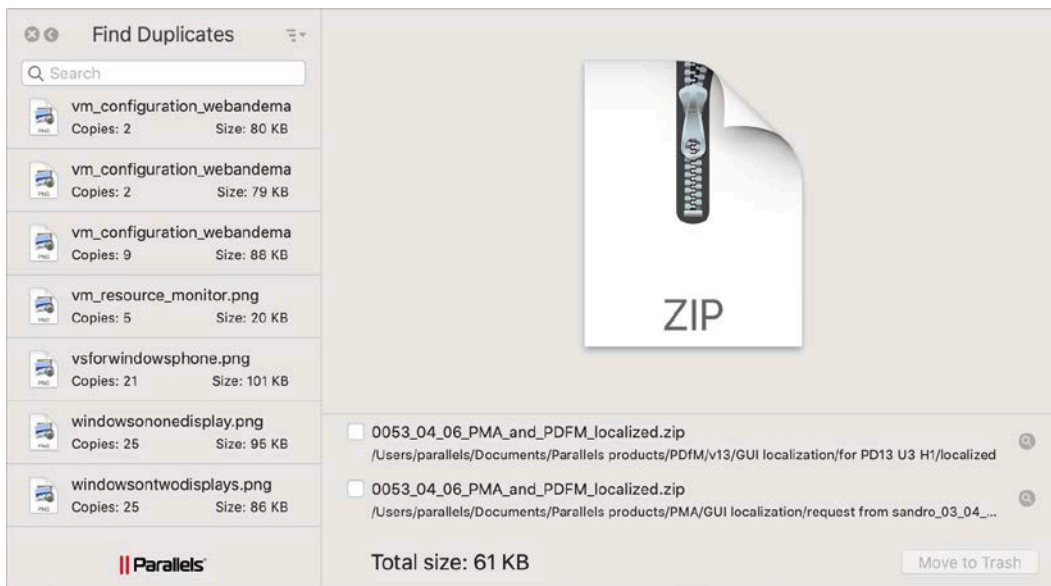 Find Duplicates
Search
vm_configuration_webandema
Copies: 2 Size: 80 KB
vm_configuration_webandema
Copies: 2 Size: 79 KB
vm_configuration_webandema
Copies: 9 Size: 88 KB
vm_resource_monitor.png
Copies: 5 Size: 20 KB
vsforwindowsphone.png
Copies: 21 Size: 101 KB
windowsononedisplay.png
Copies: 25 Size: 95 KB
windowsontwodisplays.png
Copies: 25 Size: 86 KB
Parallels
ZIP
0053_04_06_PMA_and_PDFM_localized.zip
/Users/parallels/Documents/Parallels products/PDfM/v13/GUI localization/for PD13 U3 H1/localized
0053_04_06_PMA_and_PDFM_localized.zip
/Users/parallels/Documents/Parallels products/PMA/GUI localization/request from sandro_03_04_...
Total size: 61 KB
Move to Trash